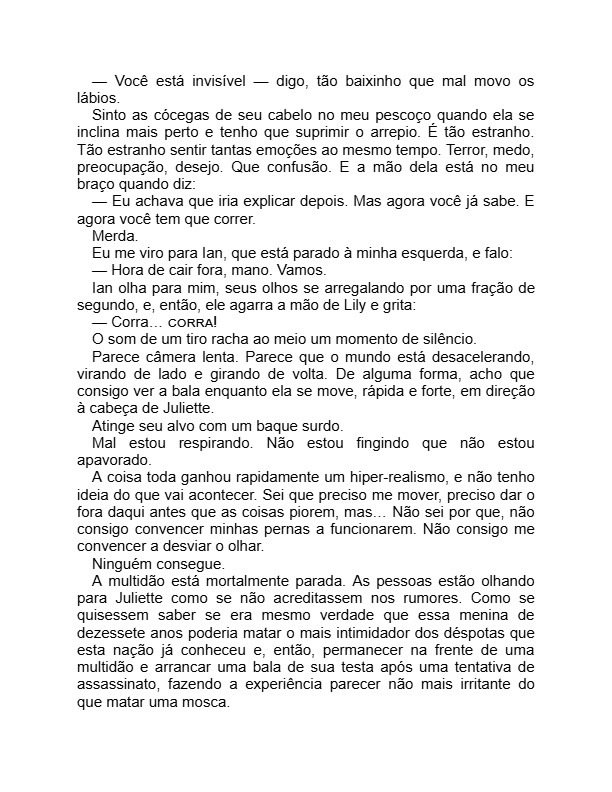 — Você está invisível — digo, tão baixinho que mal movo os
lábios.
Sinto as cócegas de seu cabelo no meu pescoço quando ela se
inclina mais perto e tenho que suprimir o arrepio. É tão estranho.
Tão estranho sentir tantas emoções ao mesmo tempo. Terror, medo,
preocupação, desejo. Que confusão. E a mão dela está no meu
braço quando diz:
— Eu achava que iria explicar depois. Mas agora você já sabe. E
agora você tem que correr.
Merda.
Eu me viro para Ian, que está parado à minha esquerda, e falo:
— Hora de cair fora, mano. Vamos.
Ian olha para mim, seus olhos se arregalando por uma fração de
segundo, e, então, ele agarra a mão de Lily e grita:
— Corra... CORRA!
O som de um tiro racha ao meio um momento de silêncio.
Parece câmera lenta. Parece que o mundo está desacelerando,
virando de lado e girando de volta. De alguma forma, acho que
consigo ver a bala enquanto ela se move, rápida e forte, em direção
à cabeça de Juliette.
Atinge seu alvo com um baque surdo.
Mal estou respirando. Não estou fingindo que não estou
apavorado.
A coisa toda ganhou rapidamente um hiper-realismo, e não tenho
ideia do que vai acontecer. Sei que preciso me mover, preciso dar o
fora daqui antes que as coisas piorem, mas... Não sei por que, não
consigo convencer minhas pernas a funcionarem. Não consigo me
convencer a desviar o olhar.
Ninguém consegue.
A multidão está mortalmente parada. As pessoas estão olhando
para Juliette como se não acreditassem nos rumores. Como se
quisessem saber se era mesmo verdade que essa menina de
dezessete anos poderia matar o mais intimidador dos déspotas que
esta nação já conheceu e, então, permanecer na frente de uma
multidão e arrancar uma bala de sua testa após uma tentativa de
assassinato, fazendo a experiência parecer não mais irritante do
que matar uma mosca.